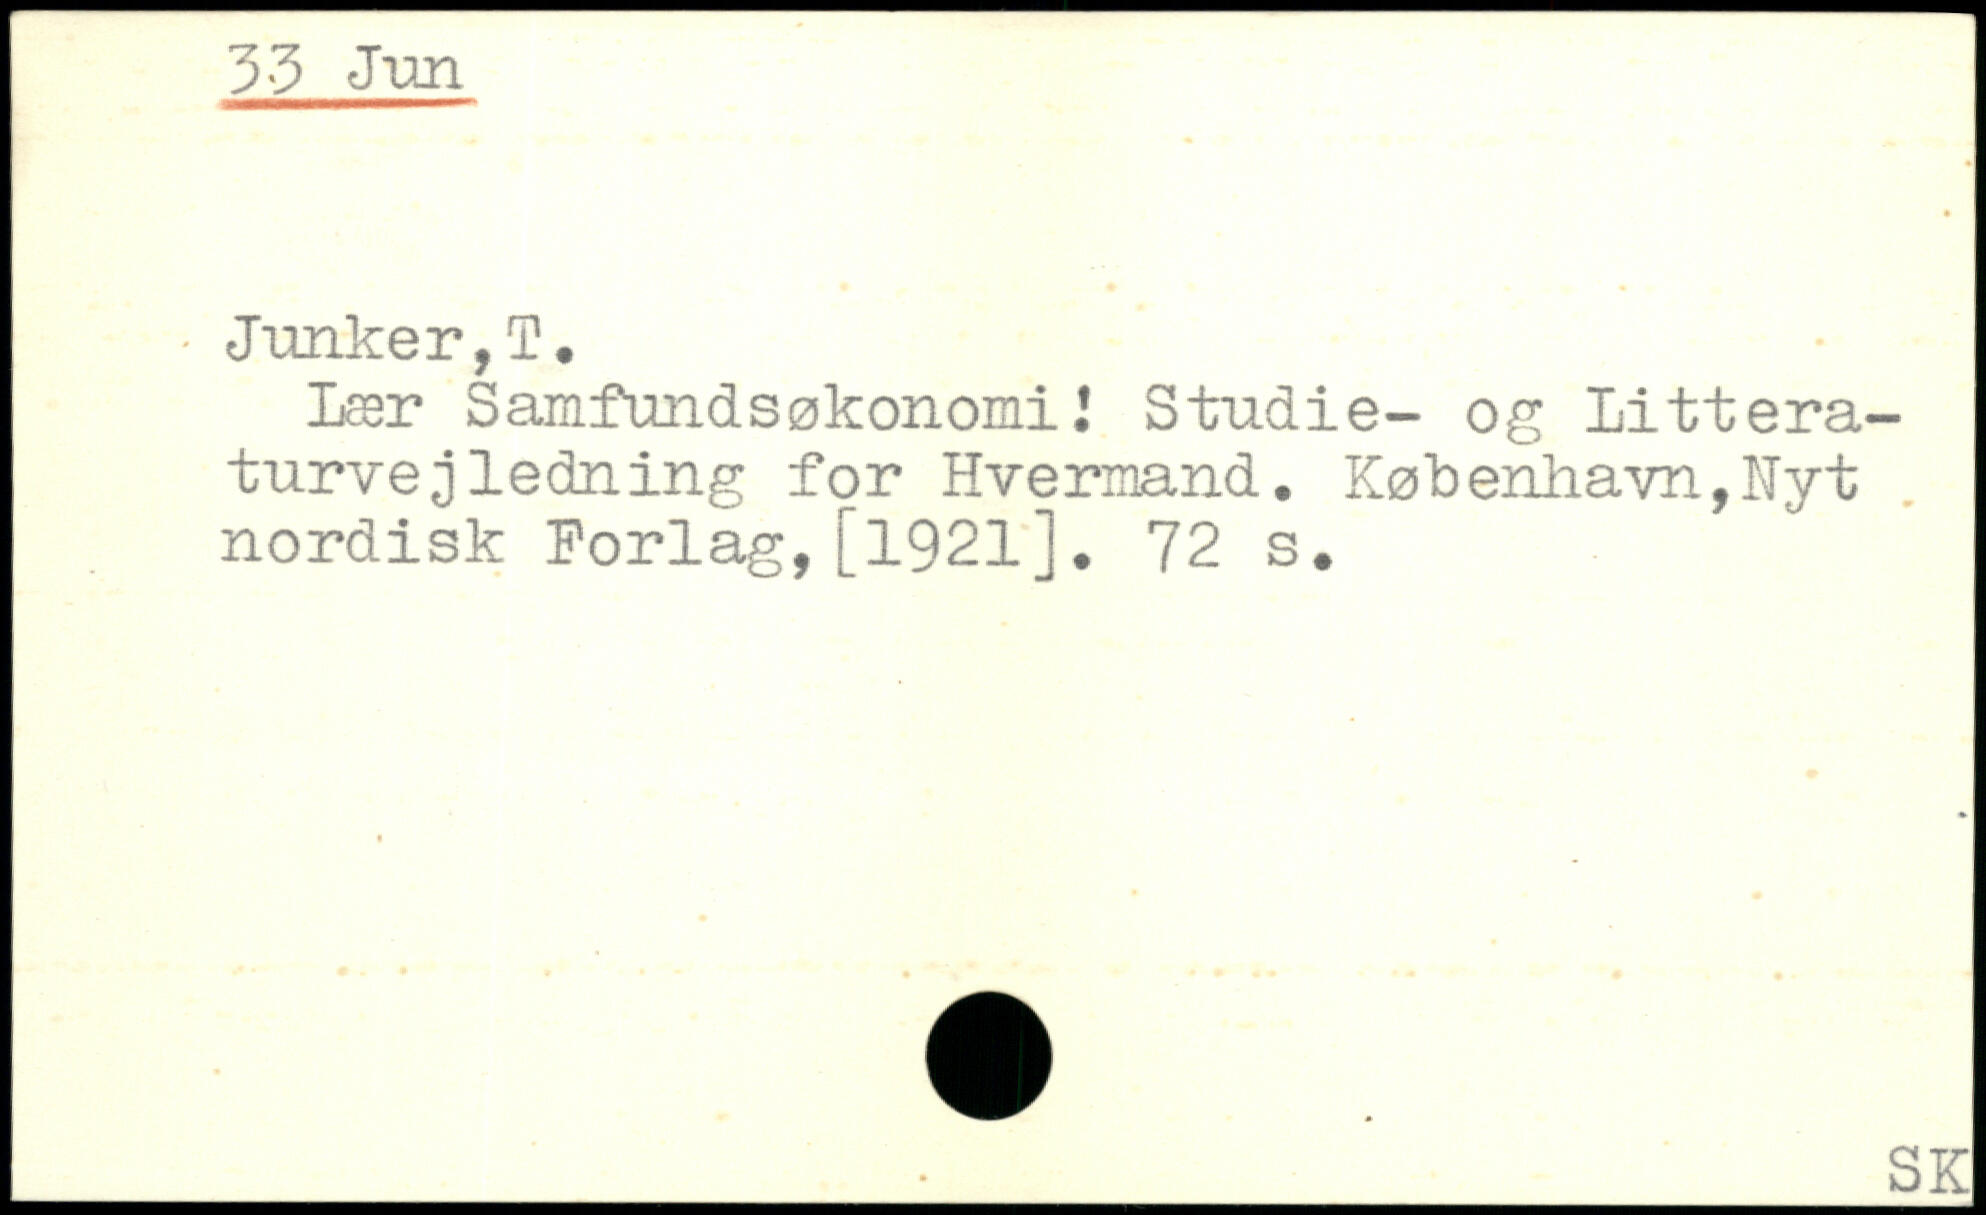 33 Jun
Junker,T.
Lær Samfundsøkonomi! Studie- og Littera-
turvejledning for Hvermand. København,Nyt
nordisk Forlag,[1921]. 72 s.
SK